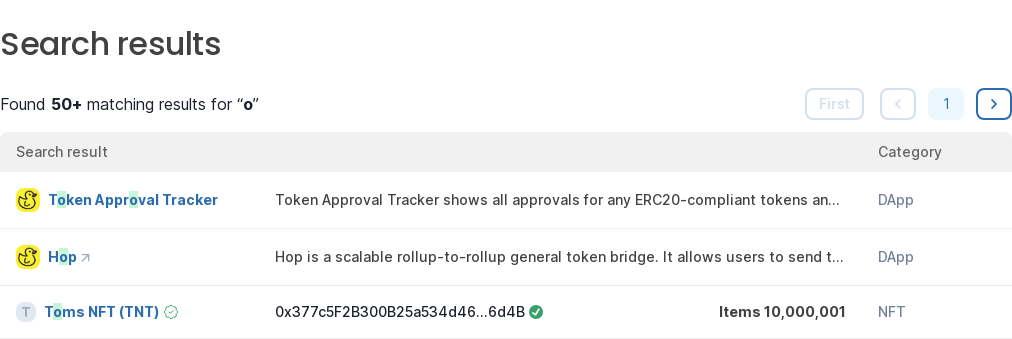 Search results
Found 50+ matching results for “o”
First
1
Search result Category
Token Approval Tracker Token Approval Tracker shows all approvals for any ERC20-compliant tokens an... DApp
Hop Hop is a scalable rollup-to-rollup general token bridge. It allows users to send t... DApp
T Toms NFT (TNT) 0x377c5F2B300B25a534d46...6d4B Items 10,000,001 NFT